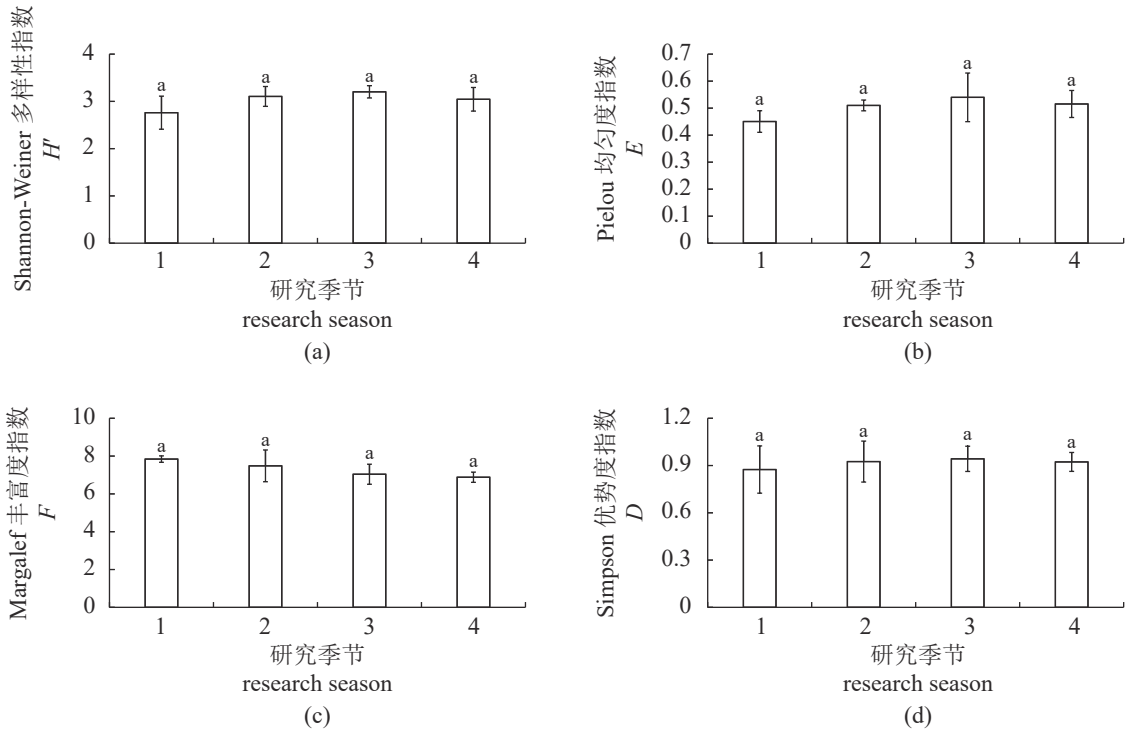 Shannon-Weiner 多样性指数
H′
4
3
2
1
0
a
a
a
a
1
2
3
4
研究季节
research season
(a)
Pielou 均匀度指数
E
0.7
0.6
0.5
0.4
0.3
0.2
0.1
0
a
a
a
a
1
2
3
4
研究季节
research season
(b)
Margalef 丰富度指数
F
10
8
6
4
2
0
a
a
a
a
1
2
3
4
研究季节
research season
(c)
Simpson 优势度指数
D
1.2
0.9
0.6
0.3
0
a
a
a
a
1
2
3
4
研究季节
research season
(d)